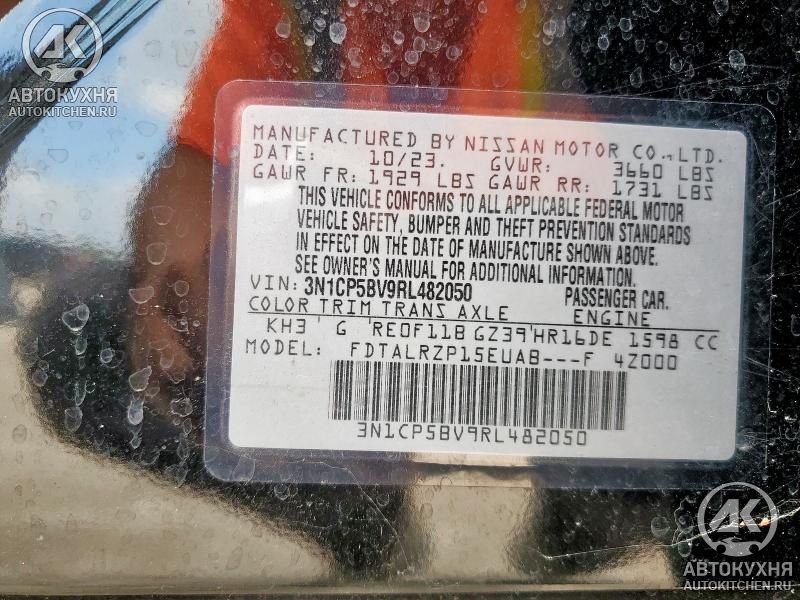 АК
АВТОКУХНЯ
AUTOKITCHEN.RU
MANUFACTURED BY NISSAN MOTOR CO., LTD.
DATE: 10/23. GVWR: 3660 LBS
GAWR FR: 1929 LBS GAWR RR: 1731 LBS
THIS VEHICLE CONFORMS TO ALL APPLICABLE FEDERAL MOTOR
VEHICLE SAFETY, BUMPER AND THEFT PREVENTION STANDARDS
IN EFFECT ON THE DATE OF MANUFACTURE SHOWN ABOVE.
SEE OWNER'S MANUAL FOR ADDITIONAL INFORMATION.
VIN: 3N1CP5BV9RL482050 PASSENGER CAR.
COLOR TRIM TRANS AXLE ENGINE
KH3 G RE0F11B GZ39 HR16DE 1598 CC
MODEL: FDTALRZP15EUAB---F 4Z000
3N1CP5BV9RL482050
АК
АВТОКУХНЯ
AUTOKITCHEN.RU